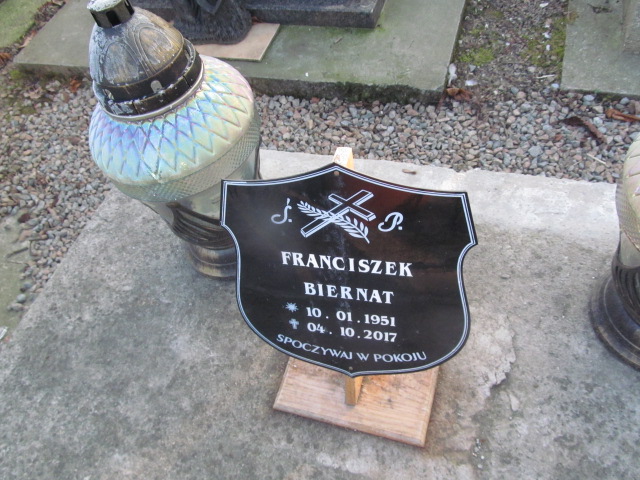 Ś. P.
FRANCISZEK
BIERNAT
10.01.1951
04.10.2017
SPOCZYWAJ W POKOJU